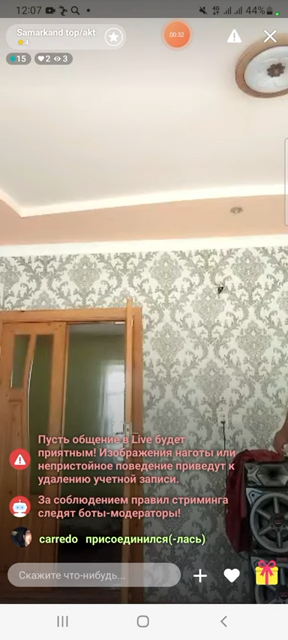 12:07
44%
Samarkand top/akt
00:32
15
2
3
Пусть общение в Live будет
приятным! Изображения наготы или
непристойное поведение приведут к
удалению учетной записи.
За соблюдением правил стриминга
следят боты-модераторы!
carredo присоединился(-лась)
Скажите что-нибудь...